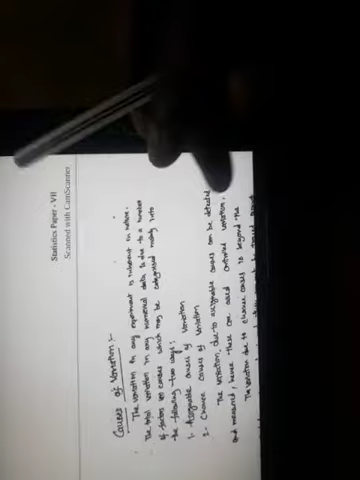 Statistics Paper - VII
Scanned with CamScanner
Causes of Variation :-
The variation in any experiment is inherent in nature.
The total variation in any numerical data is due to a number
of factors or causes which may be categorised mainly into
the following two ways :
1- Assignable causes of Variation
2- Chance causes of Variation
The variation, due to assignable causes can be detected
and measured, hence these are called controlled variation.
The variation due to chance causes is beyond the